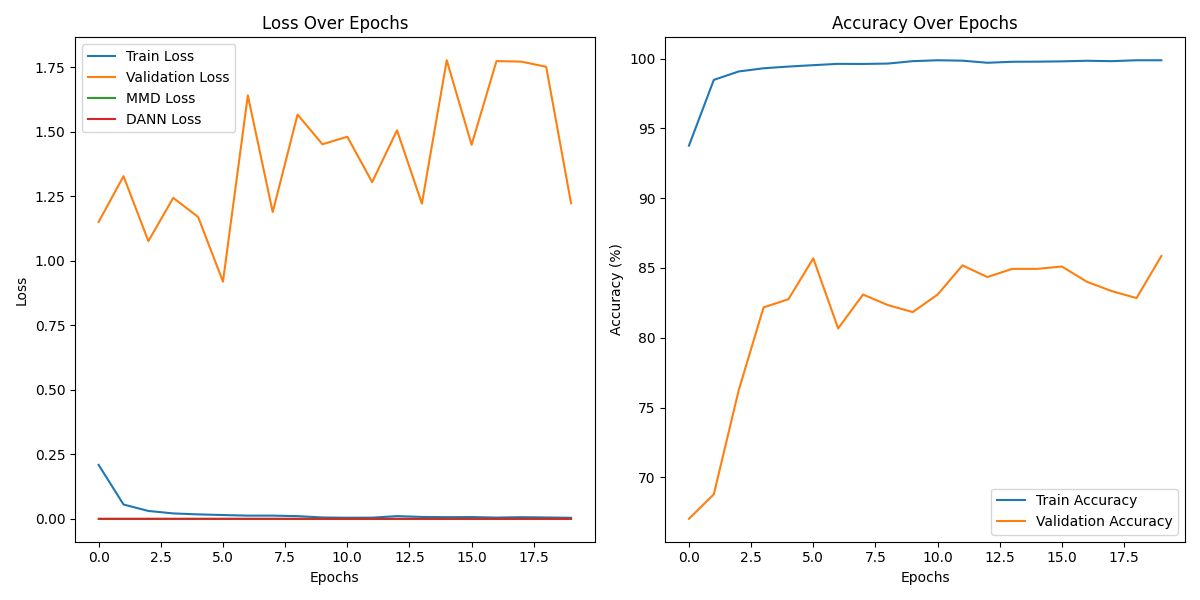 Loss Over Epochs
Train Loss
Validation Loss
MMD Loss
DANN Loss
1.75
1.50
1.25
1.00
0.75
0.50
0.25
0.00
Loss
0.0 2.5 5.0 7.5 10.0 12.5 15.0 17.5
Epochs
Accuracy Over Epochs
100
95
90
85
80
75
70
Accuracy (%)
Train Accuracy
Validation Accuracy
0.0 2.5 5.0 7.5 10.0 12.5 15.0 17.5
Epochs